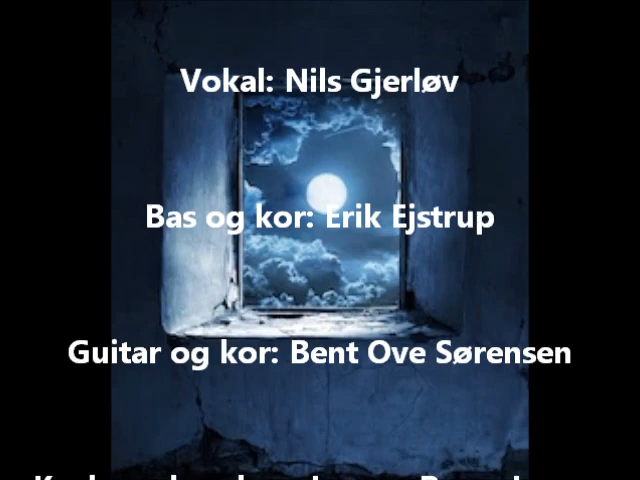 Vokal: Nils Gjerløv
Bas og kor: Erik Ejstrup
Guitar og kor: Bent Ove Sørensen